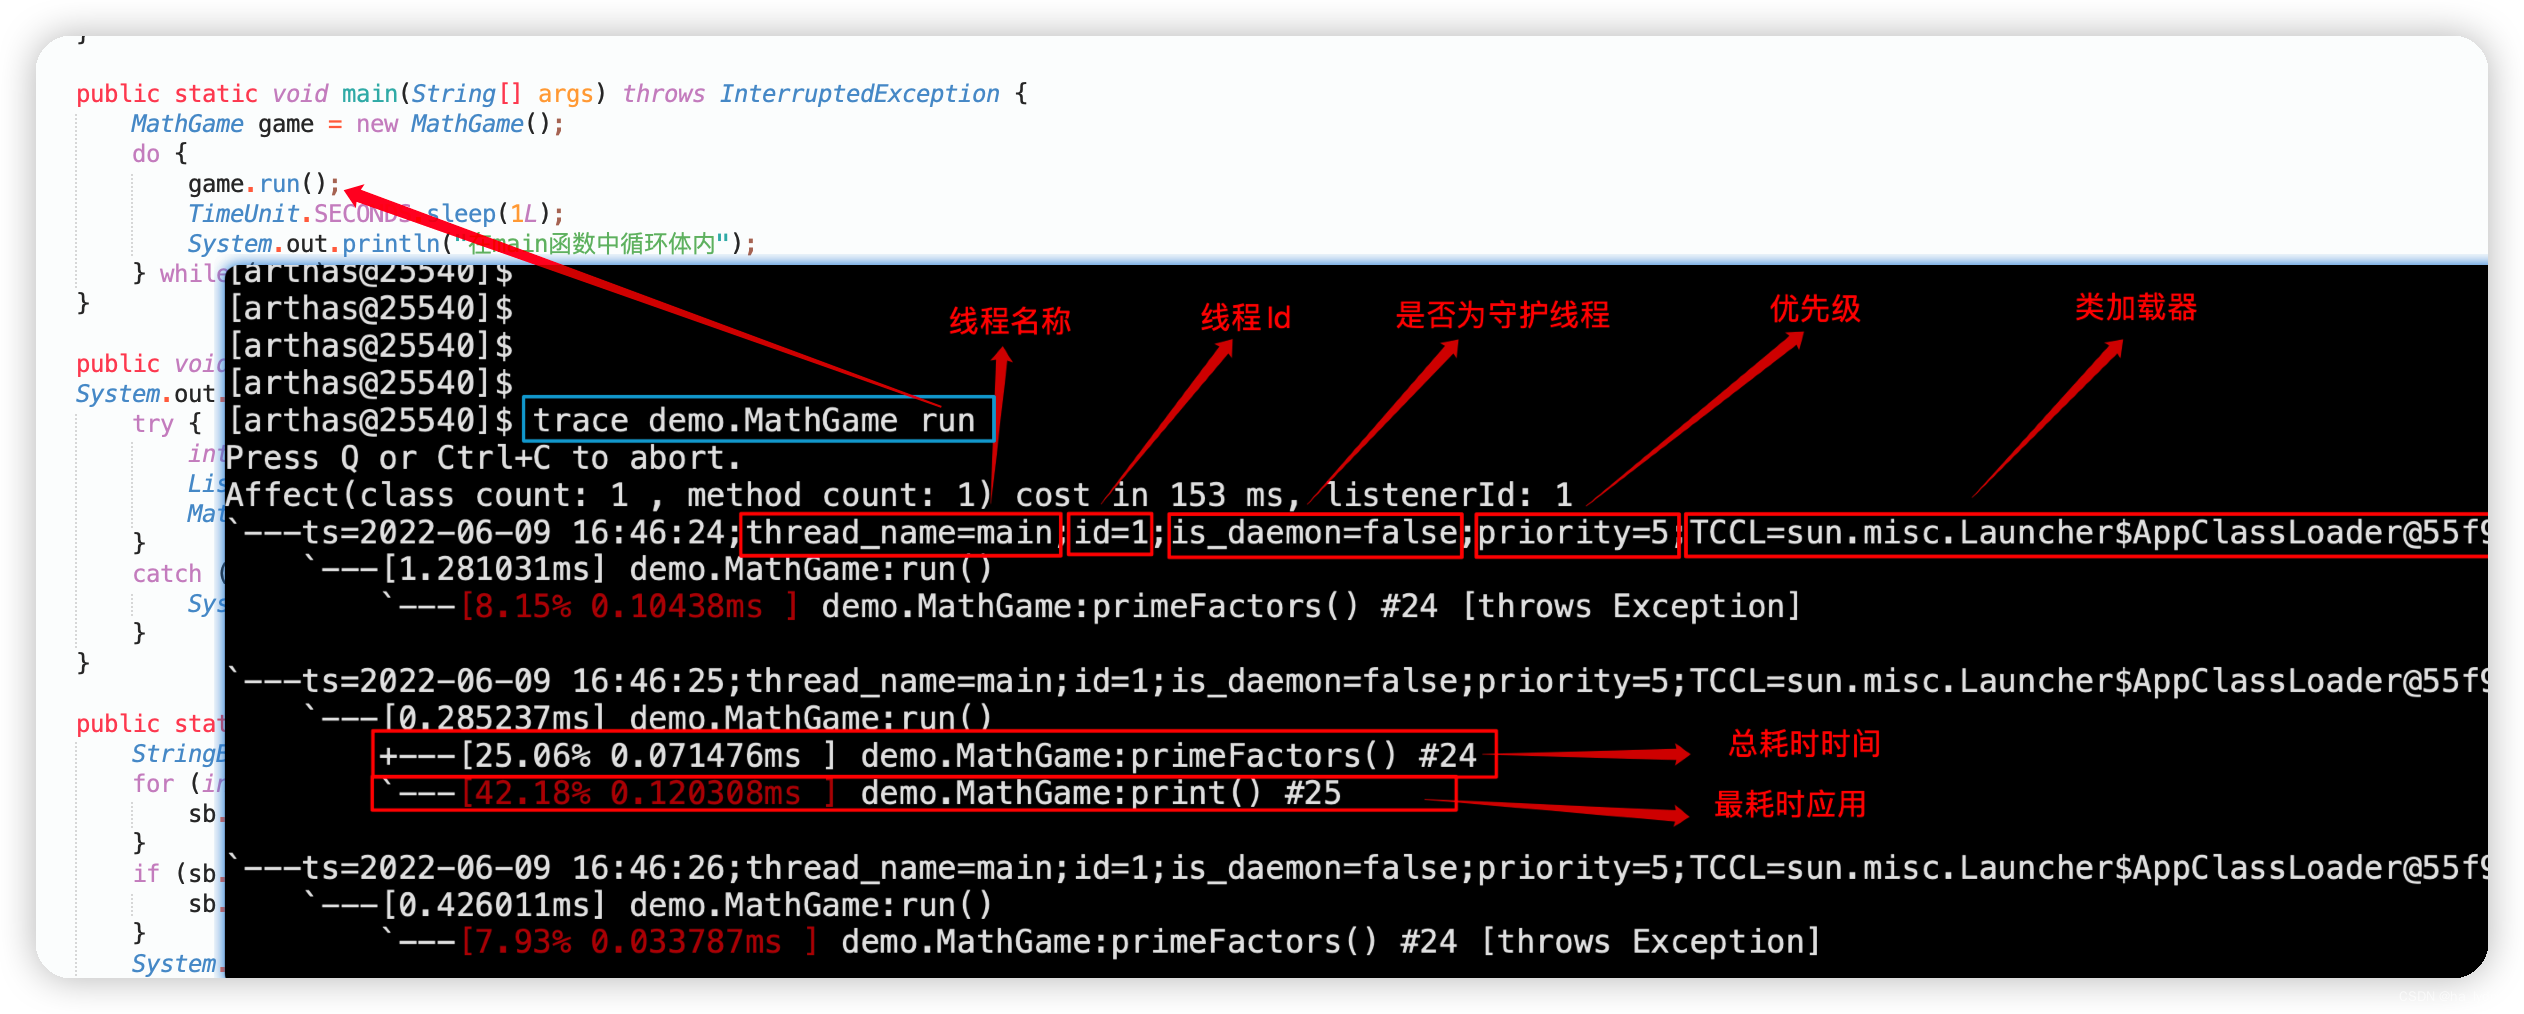 }
public static void main(String[] args) throws InterruptedException {
MathGame game = new MathGame();
do {
game.run();
TimeUnit.SECONDS.sleep(1L);
System.out.println("在main函数中循环体内");
} while
}
public void
System.out.
try {
int
Lis
Mat
}
catch (
Sys
}
}
public stat
StringB
for (in
sb.
}
if (sb.
sb.
}
System.
[arthas@25540]$
[arthas@25540]$
[arthas@25540]$
[arthas@25540]$
[arthas@25540]$ trace demo.MathGame run
Press Q or Ctrl+C to abort.
Affect(class count: 1 , method count: 1) cost in 153 ms, listenerId: 1
`---ts=2022-06-09 16:46:24;thread_name=main;id=1;is_daemon=false;priority=5;TCCL=sun.misc.Launcher$AppClassLoader@55f9
`---[1.281031ms] demo.MathGame:run()
`---[8.15% 0.10438ms ] demo.MathGame:primeFactors() #24 [throws Exception]
`---ts=2022-06-09 16:46:25;thread_name=main;id=1;is_daemon=false;priority=5;TCCL=sun.misc.Launcher$AppClassLoader@55f9
`---[0.285237ms] demo.MathGame:run()
+---[25.06% 0.071476ms ] demo.MathGame:primeFactors() #24
`---[42.18% 0.120308ms ] demo.MathGame:print() #25
`---ts=2022-06-09 16:46:26;thread_name=main;id=1;is_daemon=false;priority=5;TCCL=sun.misc.Launcher$AppClassLoader@55f9
`---[0.426011ms] demo.MathGame:run()
`---[7.93% 0.033787ms ] demo.MathGame:primeFactors() #24 [throws Exception]
线程名称
线程Id
是否为守护线程
优先级
类加载器
总耗时时间
最耗时应用